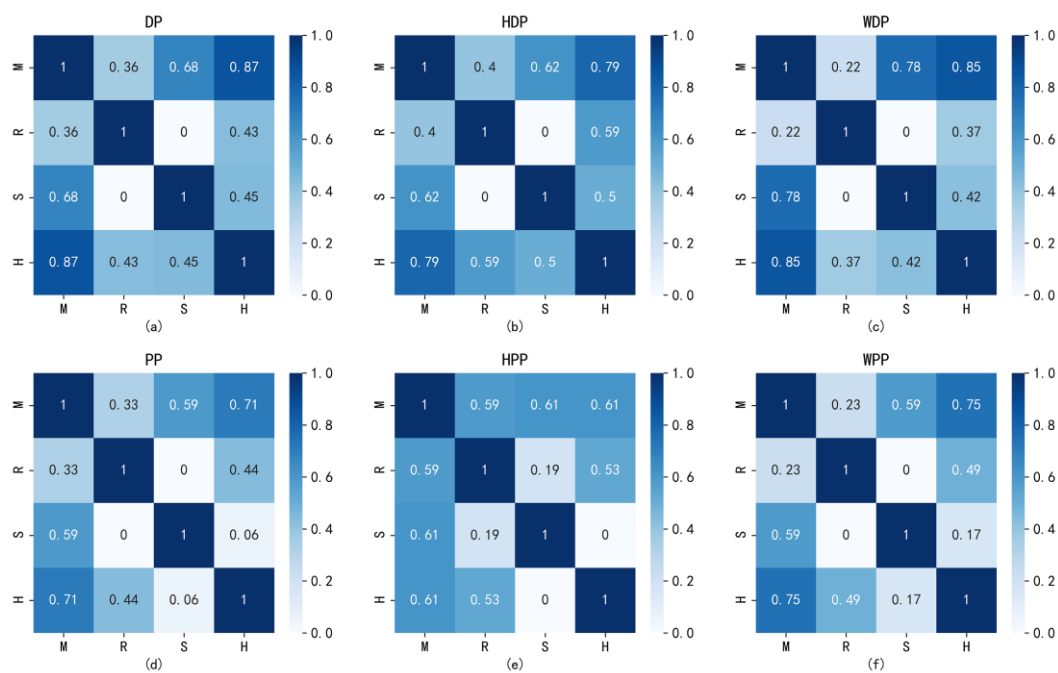 DP HDP WDP
M 1 0.36 0.68 0.87 1.0 M 1 0.4 0.62 0.79 1.0 M 1 0.22 0.78 0.85 1.0
0.8 0.8 0.8
R 0.36 1 0 0.43 R 0.4 1 0 0.59 R 0.22 1 0 0.37
0.6 0.6 0.6
0.4 0.4 0.4
S 0.68 0 1 0.45 S 0.62 0 1 0.5 S 0.78 0 1 0.42
0.2 0.2 0.2
H 0.87 0.43 0.45 1 H 0.79 0.59 0.5 1 H 0.85 0.37 0.42 1
0.0 0.0 0.0
M R S H M R S H M R S H
(a) (b) (c)
PP HPP WPP
M 1 0.33 0.59 0.71 1.0 M 1 0.59 0.61 0.61 1.0 M 1 0.23 0.59 0.75 1.0
0.8 0.8 0.8
R 0.33 1 0 0.44 R 0.59 1 0.19 0.53 R 0.23 1 0 0.49
0.6 0.6 0.6
0.4 0.4 0.4
S 0.59 0 1 0.06 S 0.61 0.19 1 0 S 0.59 0 1 0.17
0.2 0.2 0.2
H 0.71 0.44 0.06 1 H 0.61 0.53 0 1 H 0.75 0.49 0.17 1
0.0 0.0 0.0
M R S H M R S H M R S H
(d) (e) (f)